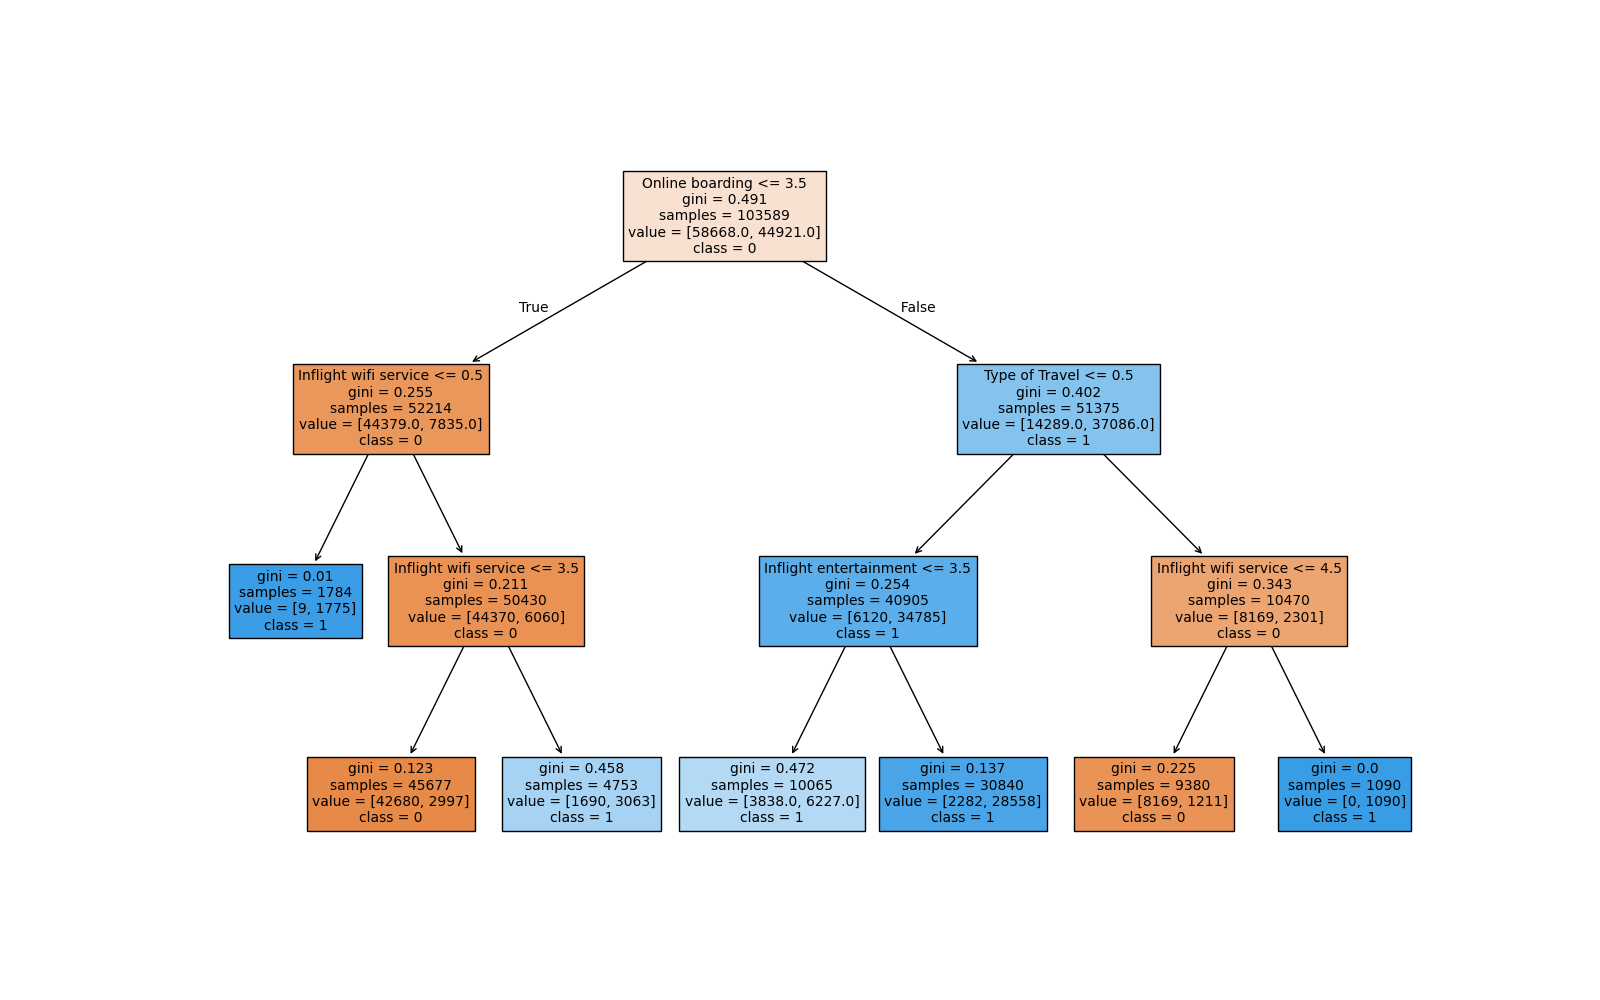 Online boarding <= 3.5
gini = 0.491
samples = 103589
value = [58668.0, 44921.0]
class = 0
True
False
Inflight wifi service <= 0.5
gini = 0.255
samples = 52214
value = [44379.0, 7835.0]
class = 0
Type of Travel <= 0.5
gini = 0.402
samples = 51375
value = [14289.0, 37086.0]
class = 1
gini = 0.01
samples = 1784
value = [9, 1775]
class = 1
Inflight wifi service <= 3.5
gini = 0.211
samples = 50430
value = [44370, 6060]
class = 0
Inflight entertainment <= 3.5
gini = 0.254
samples = 40905
value = [6120, 34785]
class = 1
Inflight wifi service <= 4.5
gini = 0.343
samples = 10470
value = [8169, 2301]
class = 0
gini = 0.123
samples = 45677
value = [42680, 2997]
class = 0
gini = 0.458
samples = 4753
value = [1690, 3063]
class = 1
gini = 0.472
samples = 10065
value = [3838.0, 6227.0]
class = 1
gini = 0.137
samples = 30840
value = [2282, 28558]
class = 1
gini = 0.225
samples = 9380
value = [8169, 1211]
class = 0
gini = 0.0
samples = 1090
value = [0, 1090]
class = 1